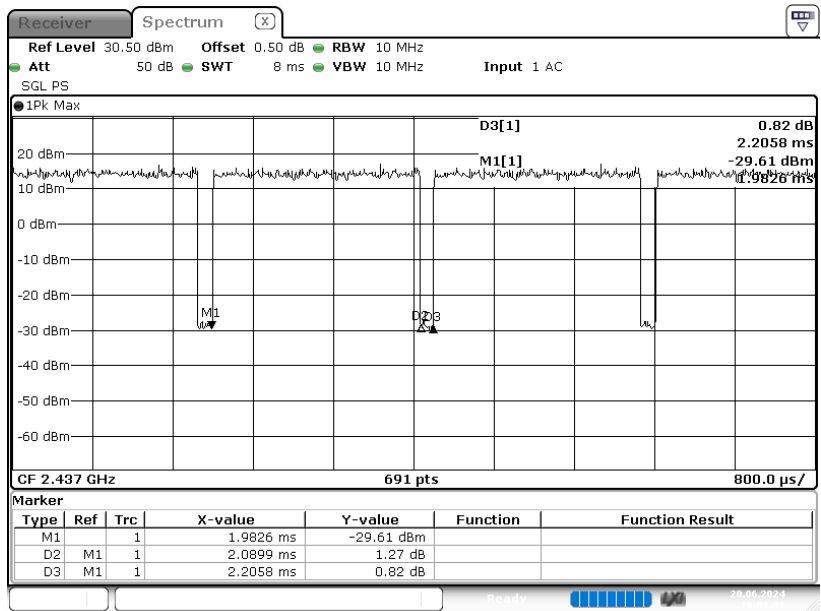 Receiver Spectrum X
Ref Level 30.50 dBm Offset 0.50 dB RBW 10 MHz
Att 50 dB SWT 8 ms VBW 10 MHz Input 1 AC
SGL PS
1Pk Max
D3[1] 0.82 dB
2.2058 ms
M1[1] -29.61 dBm
1.9826 ms
20 dBm
10 dBm
0 dBm
-10 dBm
-20 dBm
M1 D2 D3
-30 dBm
-40 dBm
-50 dBm
-60 dBm
CF 2.437 GHz 691 pts 800.0 µs/
Marker
Type Ref Trc X-value Y-value Function Function Result
M1 1 1.9826 ms -29.61 dBm
D2 M1 1 2.0899 ms 1.27 dB
D3 M1 1 2.2058 ms 0.82 dB
Ready 20.06.2024